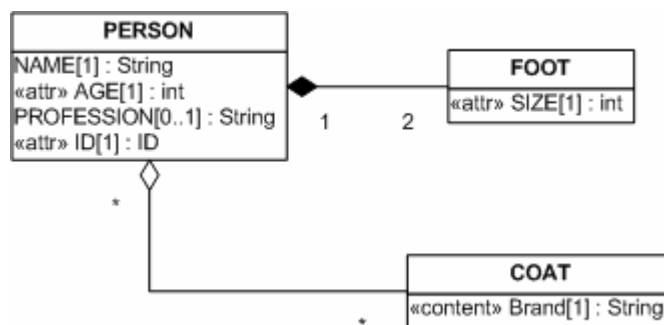 PERSON
NAME[1] : String
«attr» AGE[1] : int
PROFESSION[0..1] : String
«attr» ID[1] : ID
1
2
FOOT
«attr» SIZE[1] : int
*
*
COAT
«content» Brand[1] : String